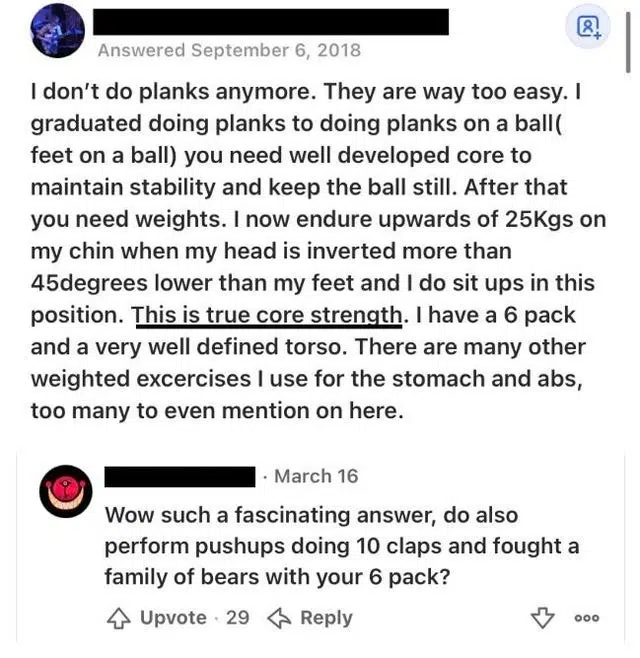 Answered September 6, 2018
I don't do planks anymore. They are way too easy. I
graduated doing planks to doing planks on a ball(
feet on a ball) you need well developed core to
maintain stability and keep the ball still. After that
you need weights. I now endure upwards of 25Kgs on
my chin when my head is inverted more than
45degrees lower than my feet and I do sit ups in this
position. This is true core strength. I have a 6 pack
and a very well defined torso. There are many other
weighted excercises I use for the stomach and abs,
too many to even mention on here.
· March 16
Wow such a fascinating answer, do also
perform pushups doing 10 claps and fought a
family of bears with your 6 pack?
Upvote · 29 Reply